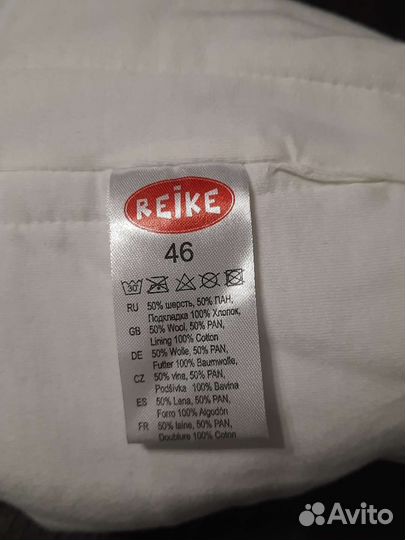 REIKE
46
30
RU 50% шерсть, 50% ПАН,
Подкладка 100% Хлопок,
GB 50% Wool, 50% PAN,
Lining 100% Cotton
DE 50% Wolle, 50% PAN,
Futter 100% Baumwolle,
CZ 50% vlna, 50% PAN,
Podšivka 100% Bavlna
ES 50% Lana, 50% PAN,
Forro 100% Algodón
FR 50% laine, 50% PAN,
Doublure 100% Coton
Avito